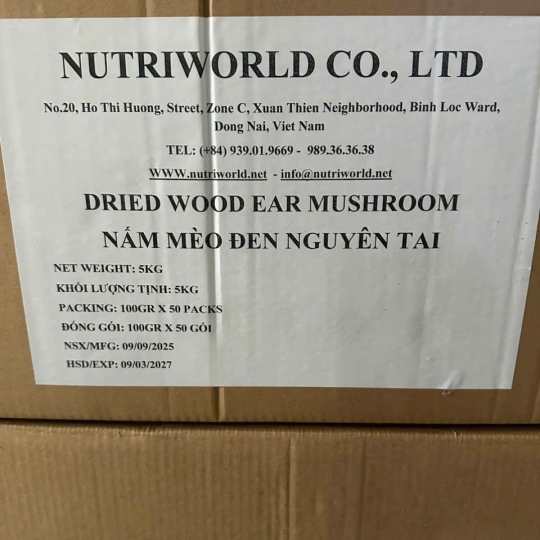 NUTRIWORLD CO., LTD
No.20, Ho Thi Huong, Street, Zone C, Xuan Thien Neighborhood, Binh Loc Ward,
Dong Nai, Viet Nam
TEL: (+84) 939.01.9669 - 989.36.36.38
WWW.nutriworld.net - info@nutriworld.net
DRIED WOOD EAR MUSHROOM
NẤM MÈO ĐEN NGUYÊN TAI
NET WEIGHT: 5KG
KHỐI LƯỢNG TỊNH: 5KG
PACKING: 100GR X 50 PACKS
ĐÓNG GÓI: 100GR X 50 GÓI
NSX/MFG: 09/09/2025
HSD/EXP: 09/03/2027